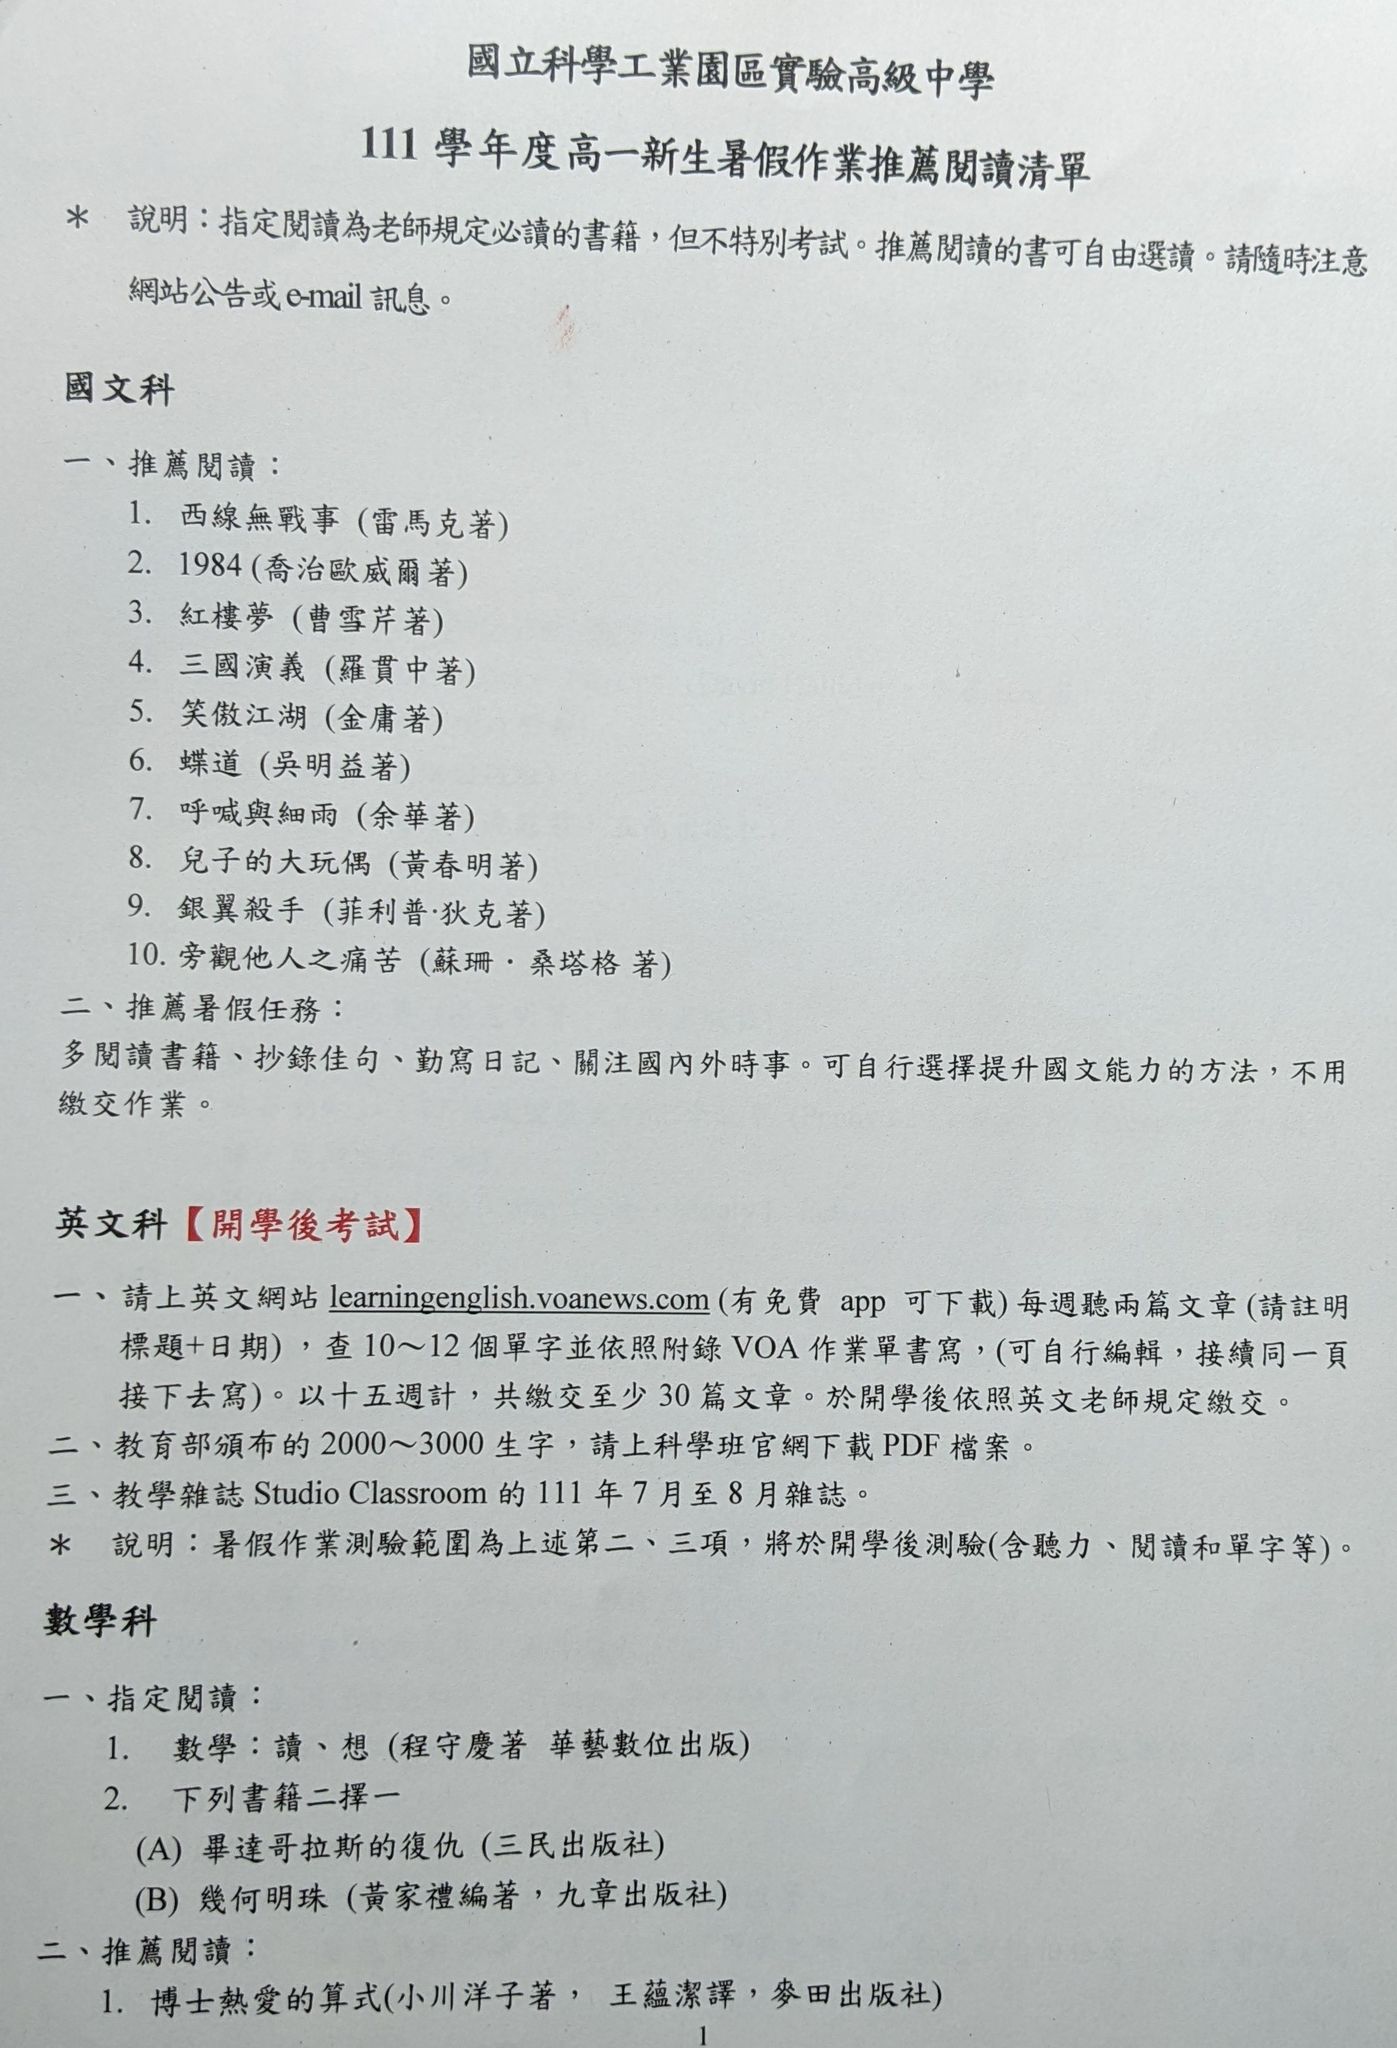 國立科學工業園區實驗高級中學
111 學年度高一新生暑假作業推薦閱讀清單
＊ 說明：指定閱讀為老師規定必讀的書籍，但不特別考試。推薦閱讀的書可自由選讀。請隨時注意
網站公告或 e-mail 訊息。
國文科
一、推薦閱讀：
1. 西線無戰事 (雷馬克著)
2. 1984 (喬治歐威爾著)
3. 紅樓夢 (曹雪芹著)
4. 三國演義 (羅貫中著)
5. 笑傲江湖 (金庸著)
6. 蝶道 (吳明益著)
7. 呼喊與細雨 (余華著)
8. 兒子的大玩偶 (黃春明著)
9. 銀翼殺手 (菲利普·狄克著)
10. 旁觀他人之痛苦 (蘇珊．桑塔格 著)
二、推薦暑假任務：
多閱讀書籍、抄錄佳句、勤寫日記、關注國內外時事。可自行選擇提升國文能力的方法，不用
繳交作業。
英文科【開學後考試】
一、請上英文網站 learningenglish.voanews.com (有免費 app 可下載) 每週聽兩篇文章 (請註明
標題+日期) ，查 10～12 個單字並依照附錄 VOA 作業單書寫，(可自行編輯，接續同一頁
接下去寫)。以十五週計，共繳交至少 30 篇文章。於開學後依照英文老師規定繳交。
二、教育部頒布的 2000～3000 生字，請上科學班官網下載 PDF 檔案。
三、教學雜誌 Studio Classroom 的 111 年 7 月至 8 月雜誌。
＊ 說明：暑假作業測驗範圍為上述第二、三項，將於開學後測驗(含聽力、閱讀和單字等)。
數學科
一、指定閱讀：
1. 數學：讀、想 (程守慶著 華藝數位出版)
2. 下列書籍二擇一
(A) 畢達哥拉斯的復仇 (三民出版社)
(B) 幾何明珠 (黃家禮編著，九章出版社)
二、推薦閱讀：
1. 博士熱愛的算式(小川洋子著， 王蘊潔譯，麥田出版社)
1